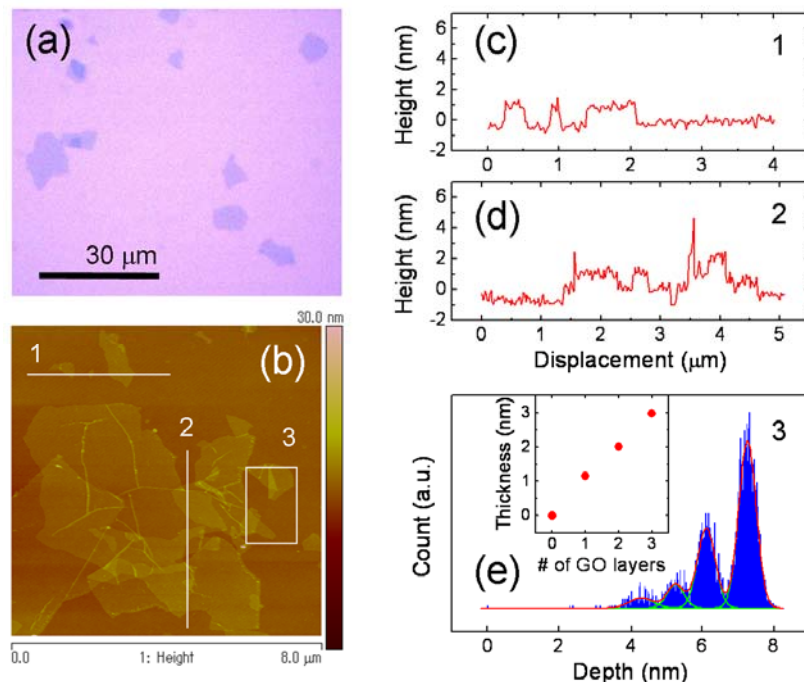 (a)
30 μm
30.0 nm
1
(b)
2
3
0.0
1: Height
8.0 μm
(c)
1
Height (nm)
6
4
2
0
-2
0 1 2 3 4
(d)
2
Height (nm)
6
4
2
0
-2
0 1 2 3 4 5
Displacement (μm)
3
Thickness (nm)
3
2
1
0
0 1 2 3
# of GO layers
Count (a.u.)
(e)
0 2 4 6 8
Depth (nm)